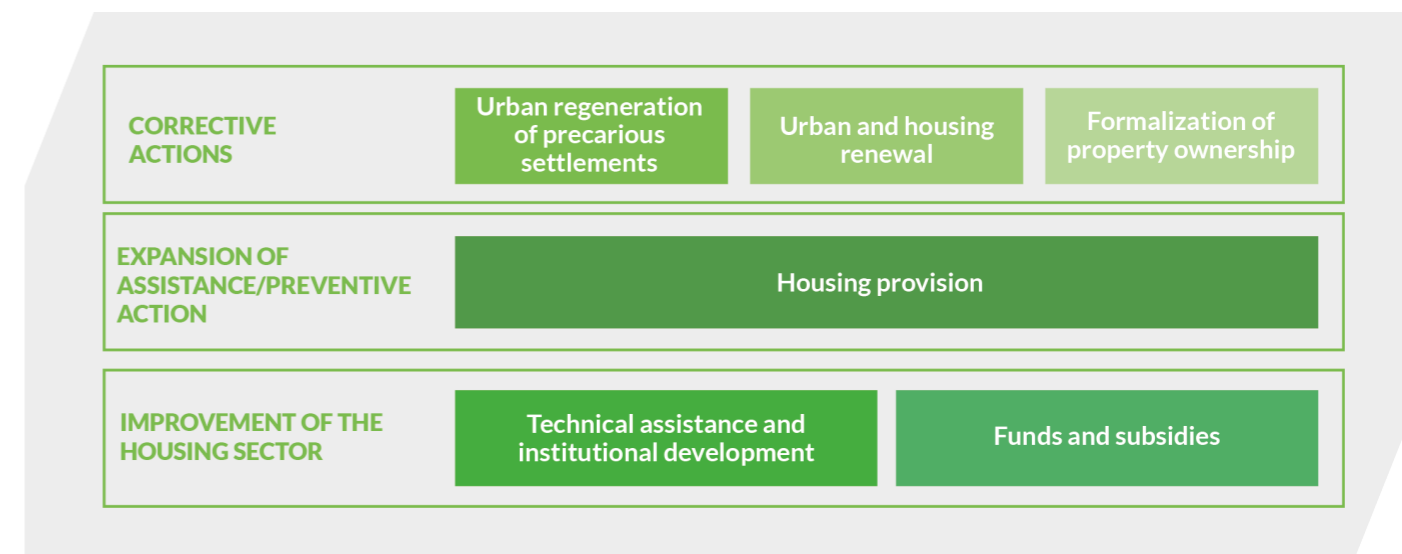 CORRECTIVE
ACTIONS
Urban regeneration
of precarious
settlements
Urban and housing
renewal
Formalization of
property ownership
EXPANSION OF
ASSISTANCE/PREVENTIVE
ACTION
Housing provision
IMPROVEMENT OF THE
HOUSING SECTOR
Technical assistance and
institutional development
Funds and subsidies